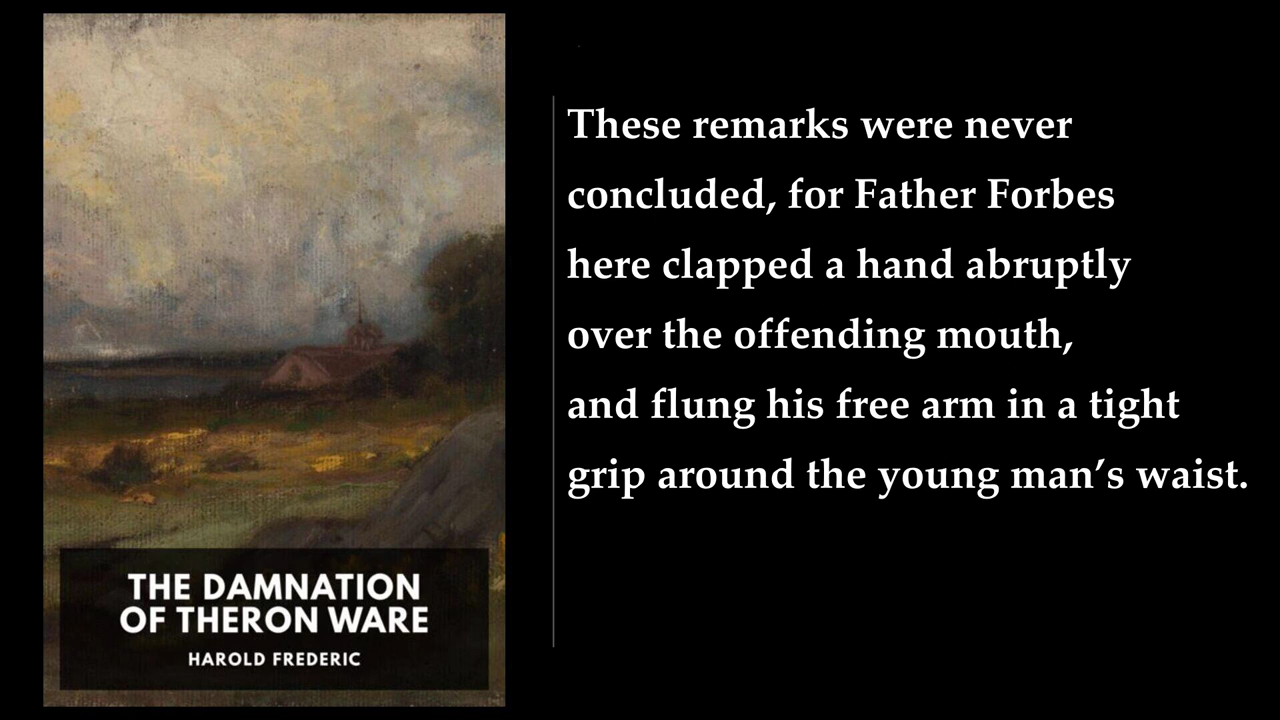 THE DAMNATION
OF THERON WARE
HAROLD FREDERIC
These remarks were never
concluded, for Father Forbes
here clapped a hand abruptly
over the offending mouth,
and flung his free arm in a tight
grip around the young man’s waist.